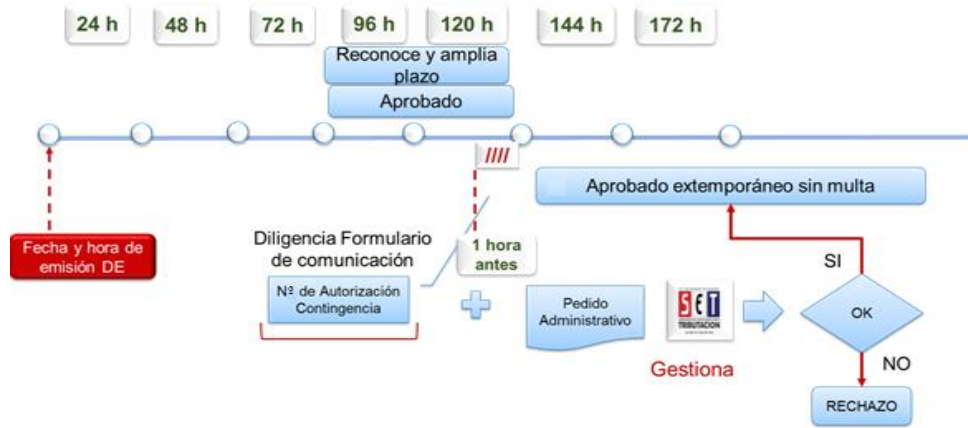 24 h
48 h
72 h
96 h
120 h
144 h
172 h
Reconoce y amplia
plazo
Aprobado
////
Aprobado extemporáneo sin multa
Fecha y hora de
emisión DE
Diligencia Formulario
de comunicación
1 hora
antes
Nº de Autorización
Contingencia
Pedido
Administrativo
SET
TRIBUTACION
Gestiona
SI
OK
NO
RECHAZO